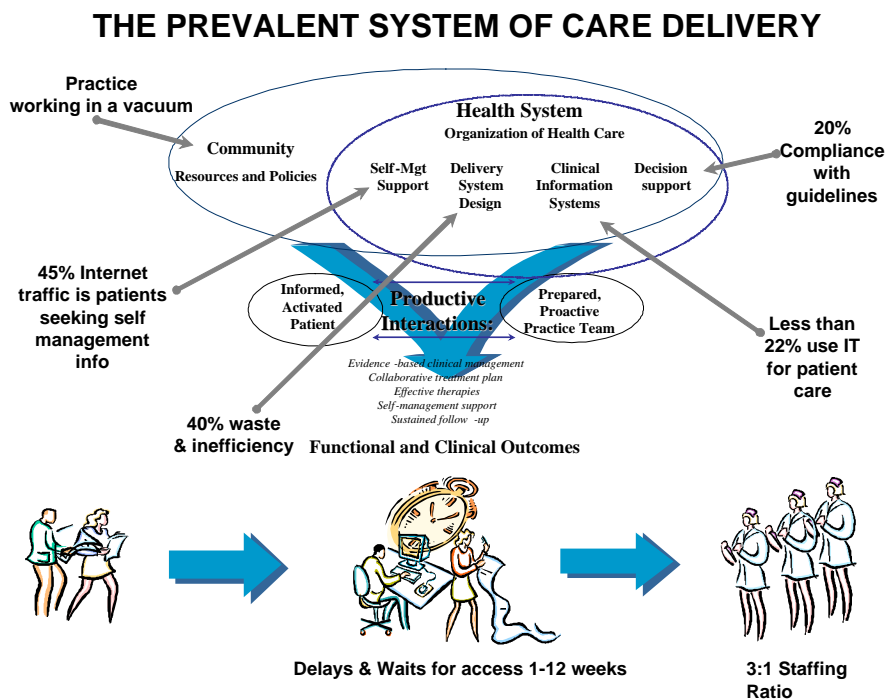 THE PREVALENT SYSTEM OF CARE DELIVERY
Practice
working in a vacuum
Health System
Organization of Health Care
Community
Resources and Policies
Self-Mgt
Support
Delivery
System
Design
Clinical
Information
Systems
Decision
support
20%
Compliance
with
guidelines
45% Internet
traffic is patients
seeking self
management
info
Informed,
Activated
Patient
Productive
Interactions:
Prepared,
Proactive
Practice Team
Less than
22% use IT
for patient
care
Evidence -based clinical management
Collaborative treatment plan
Effective therapies
Self-management support
Sustained follow -up
40% waste
& inefficiency
Functional and Clinical Outcomes
Delays & Waits for access 1-12 weeks
3:1 Staffing
Ratio